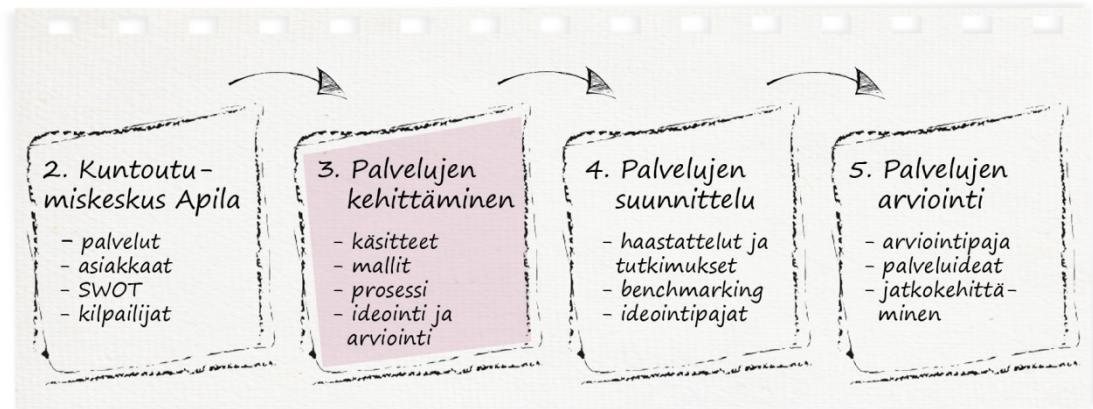 2. Kuntoutu-
miskeskus Apila
- palvelut
- asiakkaat
- SWOT
- kilpailijat
3. Palvelujen
kehittäminen
- käsitteet
- mallit
- prosessi
- ideointi ja
arviointi
4. Palvelujen
suunnittelu
- haastattelut ja
tutkimukset
- benchmarking
- ideointipajat
5. Palvelujen
arviointi
- arviointipaja
- palveluideat
- jatkokehittä-
minen